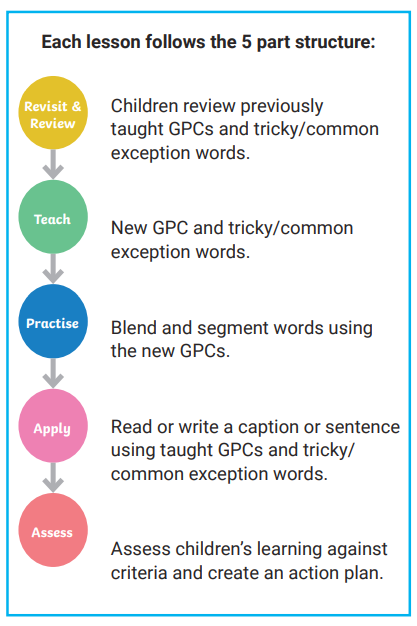 Each lesson follows the 5 part structure:
Revisit &
Review
Children review previously
taught GPCs and tricky/common
exception words.
Teach
New GPC and tricky/common
exception words.
Practise
Blend and segment words using
the new GPCs.
Apply
Read or write a caption or sentence
using taught GPCs and tricky/
common exception words.
Assess
Assess children’s learning against
criteria and create an action plan.